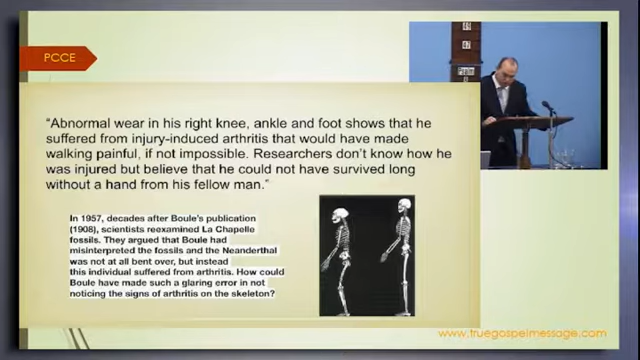 PCCE
49
47
Psalm
8
“Abnormal wear in his right knee, ankle and foot shows that he
suffered from injury-induced arthritis that would have made
walking painful, if not impossible. Researchers don’t know how he
was injured but believe that he could not have survived long
without a hand from his fellow man.”
In 1957, decades after Boule's publication
(1908), scientists reexamined La Chapelle
fossils. They argued that Boule had
misinterpreted the fossils and the Neanderthal
was not at all bent over, but instead
this individual suffered from arthritis. How could
Boule have made such a glaring error in not
noticing the signs of arthritis on the skeleton?
www.truegospelmessage.com